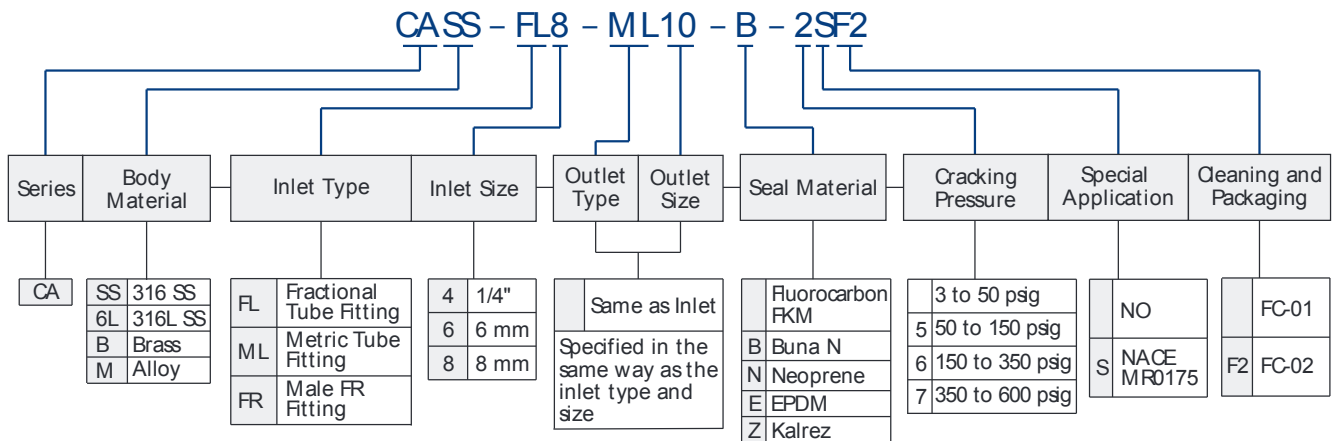 CASS - FL8 - ML10 - B - 2SF2
Series
Body
Material
Inlet Type
Inlet Size
Outlet
Type
Outlet
Size
Seal Material
Cracking
Pressure
Special
Application
Cleaning and
Packaging
CA
SS 316 SS
6L 316L SS
B Brass
M Alloy
FL Fractional
Tube Fitting
ML Metric Tube
Fitting
FR Male FR
Fitting
4 1/4"
6 6 mm
8 8 mm
Same as Inlet
Specified in the
same way as the
inlet type and
size
Fluorocarbon
FKM
B Buna N
N Neoprene
E EPDM
Z Kalrez
3 to 50 psig
5 50 to 150 psig
6 150 to 350 psig
7 350 to 600 psig
NO
S NACE
MR0175
FC-01
F2 FC-02